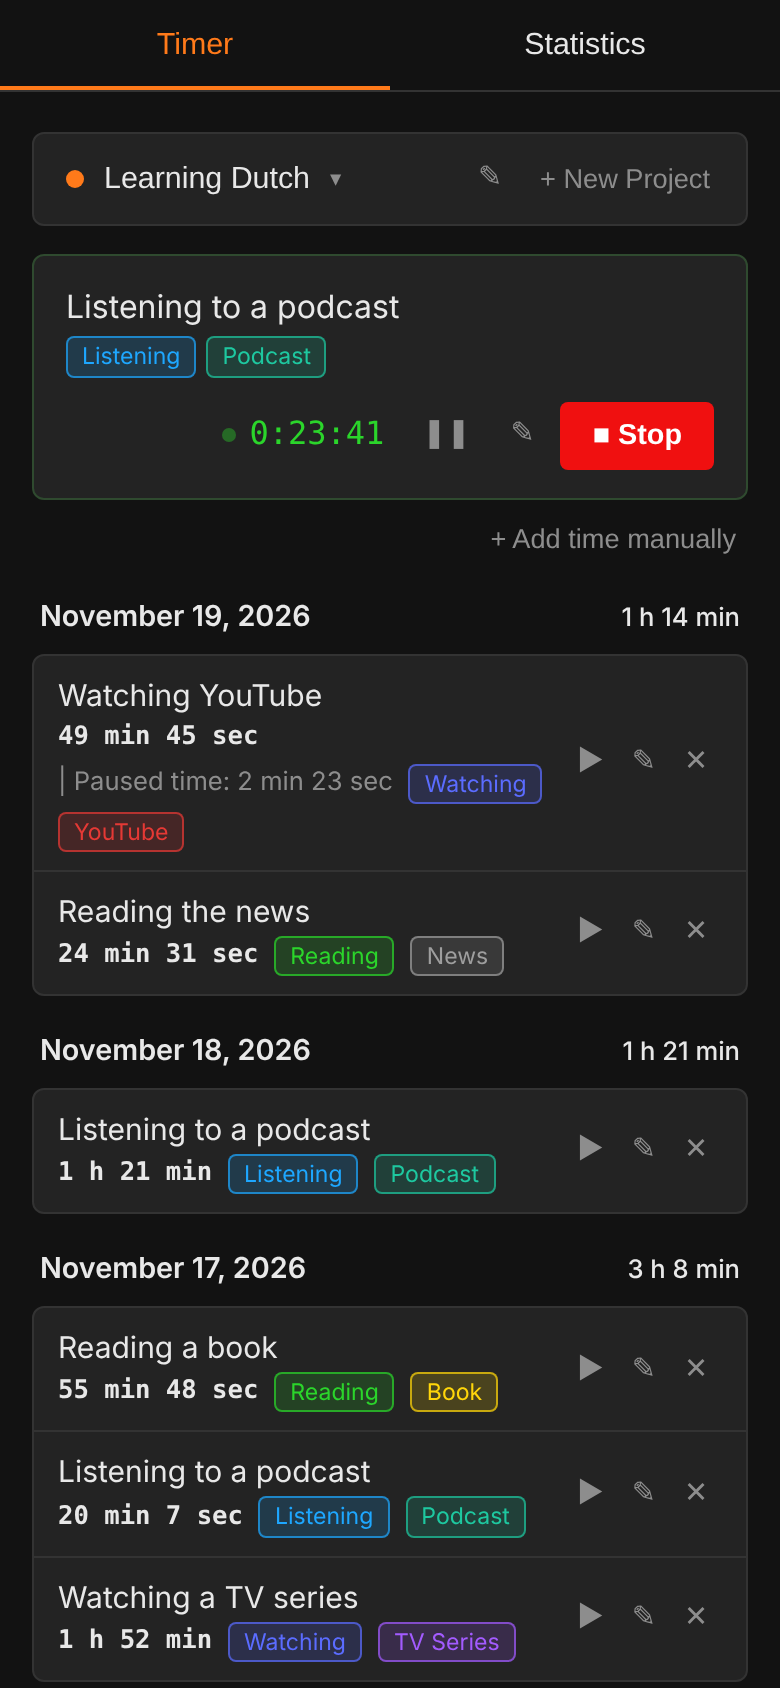 Timer Statistics
Learning Dutch ▾ ✎ + New Project
Listening to a podcast
Listening Podcast
0:23:41 ❚❚ ✎ ■ Stop
+ Add time manually
November 19, 2026 1 h 14 min
Watching YouTube
49 min 45 sec
| Paused time: 2 min 23 sec Watching
YouTube
▶ ✎ ✕
Reading the news
24 min 31 sec Reading News
▶ ✎ ✕
November 18, 2026 1 h 21 min
Listening to a podcast
1 h 21 min Listening Podcast
▶ ✎ ✕
November 17, 2026 3 h 8 min
Reading a book
55 min 48 sec Reading Book
▶ ✎ ✕
Listening to a podcast
20 min 7 sec Listening Podcast
▶ ✎ ✕
Watching a TV series
1 h 52 min Watching TV Series
▶ ✎ ✕